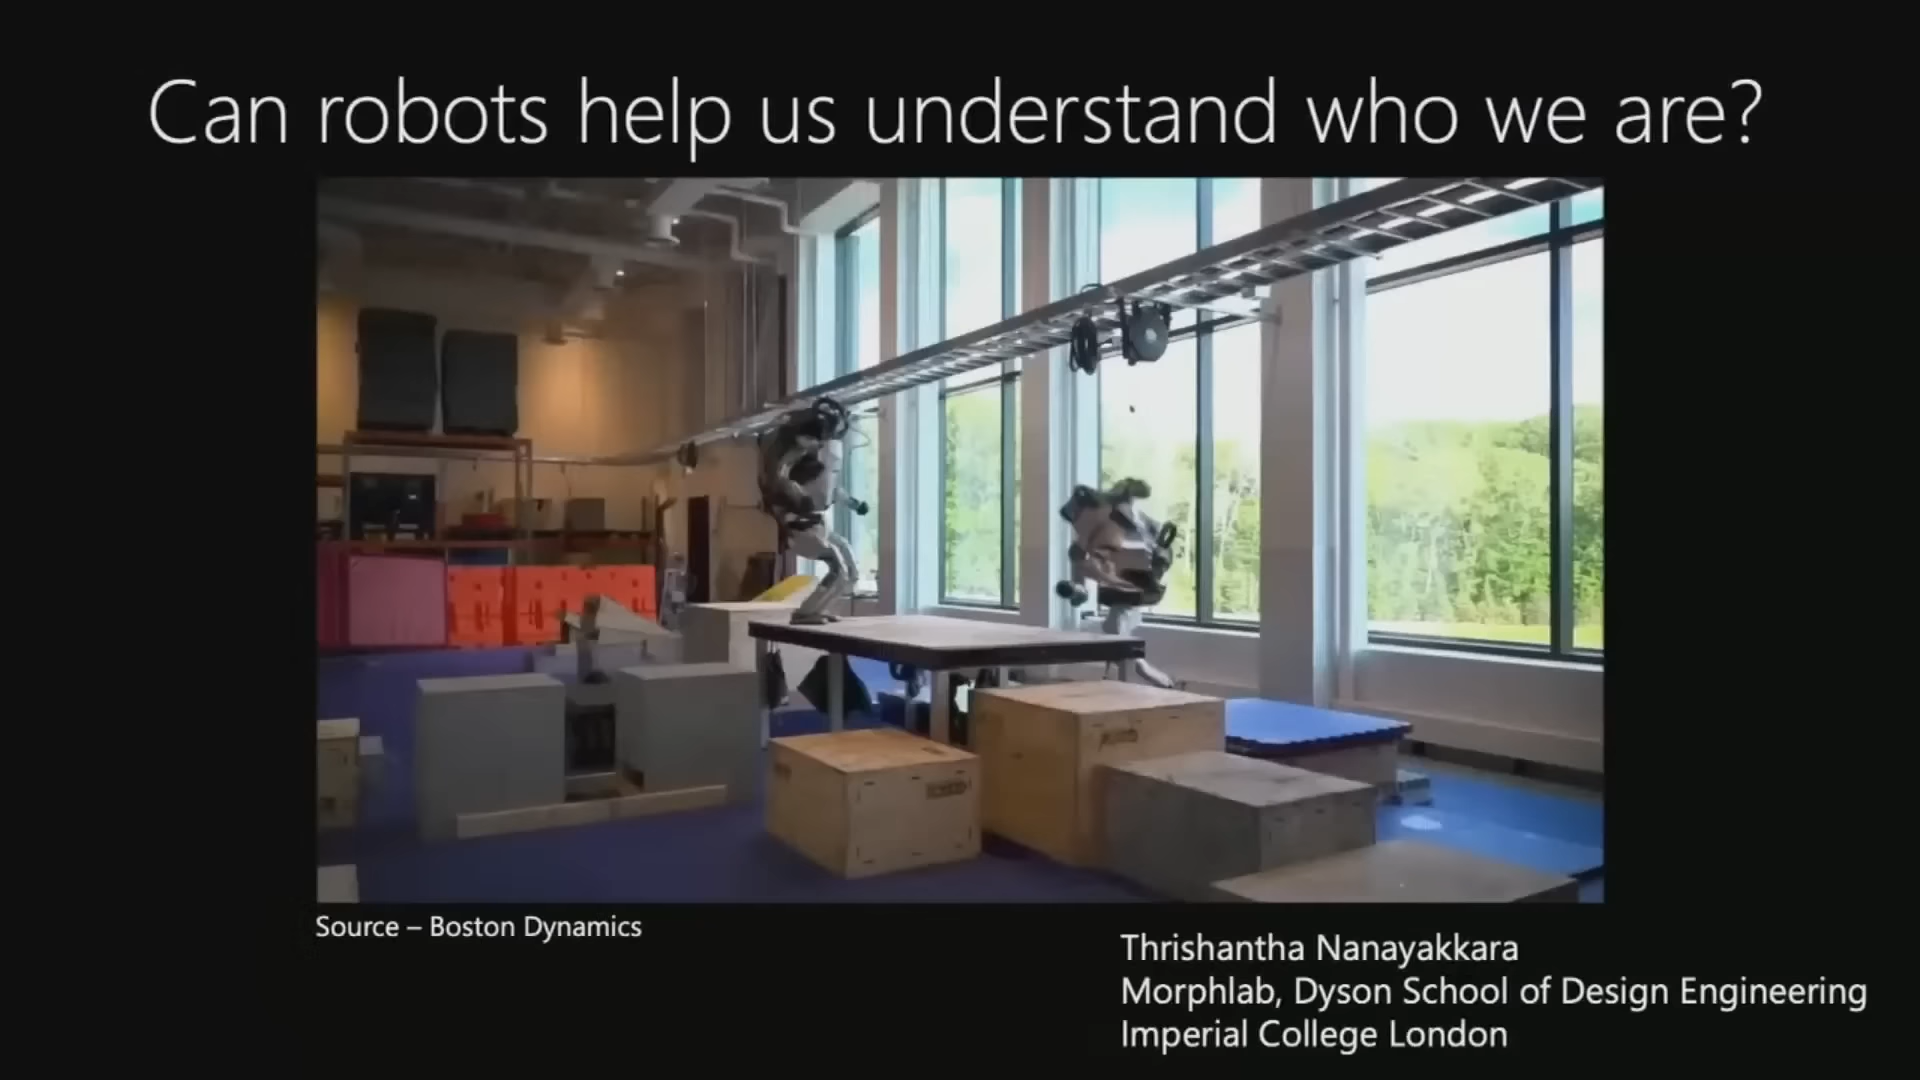 Can robots help us understand who we are?
Source – Boston Dynamics
Thrishantha Nanayakkara
Morphlab, Dyson School of Design Engineering
Imperial College London